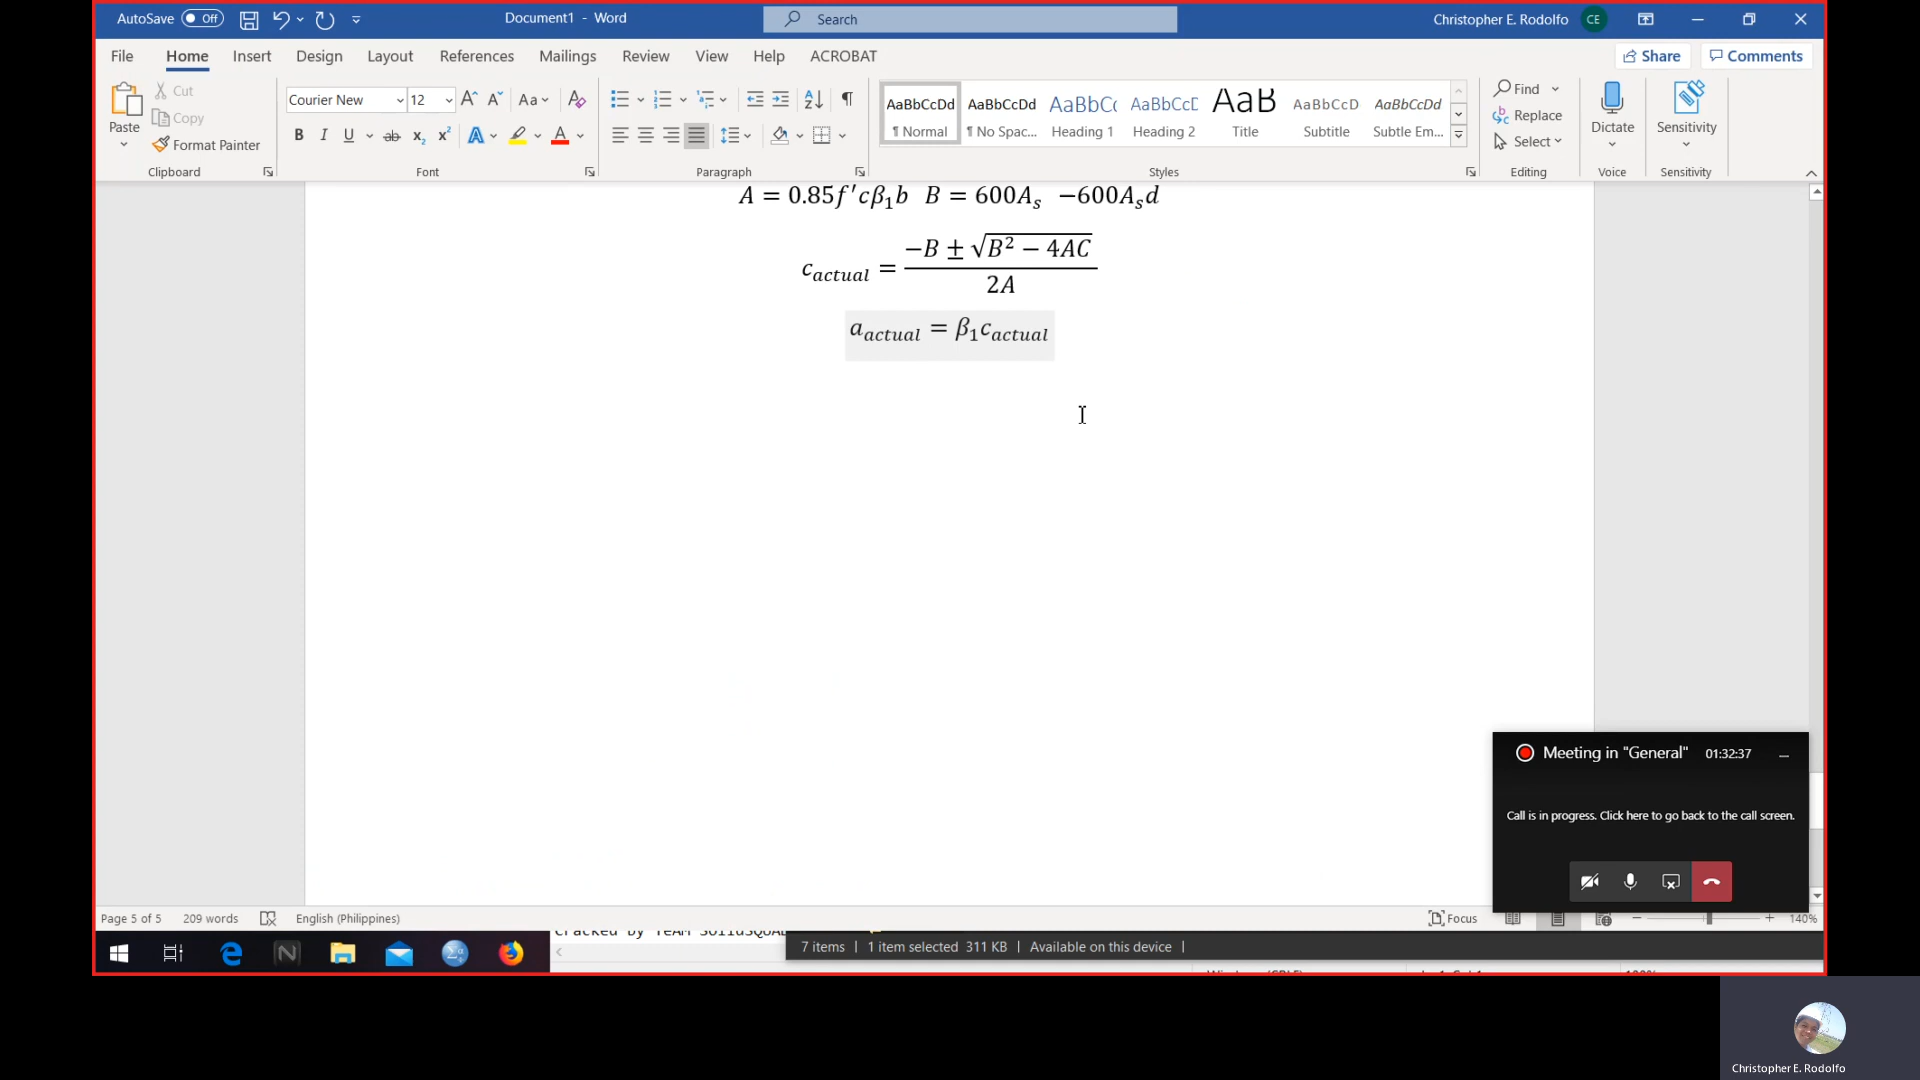 AutoSave Off Document1 - Word Search Christopher E. Rodolfo CE
File Home Insert Design Layout References Mailings View Review Help ACROBAT Share Comments
Paste
Cut
Copy
Format Painter
Clipboard
Courier New 12 Aa
B I U ab x₂ x² A A
Font
Paragraph
AaBbCcDd ¶ Normal
AaBbCcDd ¶ No Spac...
AaBbCc Heading 1
AaBbCcE Heading 2
AaB Title
AaBbCcD Subtitle
AaBbCcDd Subtle Em...
Styles
Find
Replace
Select
Editing
Dictate
Voice
Sensitivity
Sensitivity
A = 0.85f'cβ₁b B = 600Aₛ −600Aₛd
c_actual = (−B ± √(B² − 4AC)) / 2A
a_actual = β₁c_actual
Meeting in "General" 01:32:37
Call is in progress. Click here to go back to the call screen.
Page 5 of 5 209 words English (Philippines) Focus 140%
7 items 1 item selected 311 KB Available on this device
Christopher E. Rodolfo